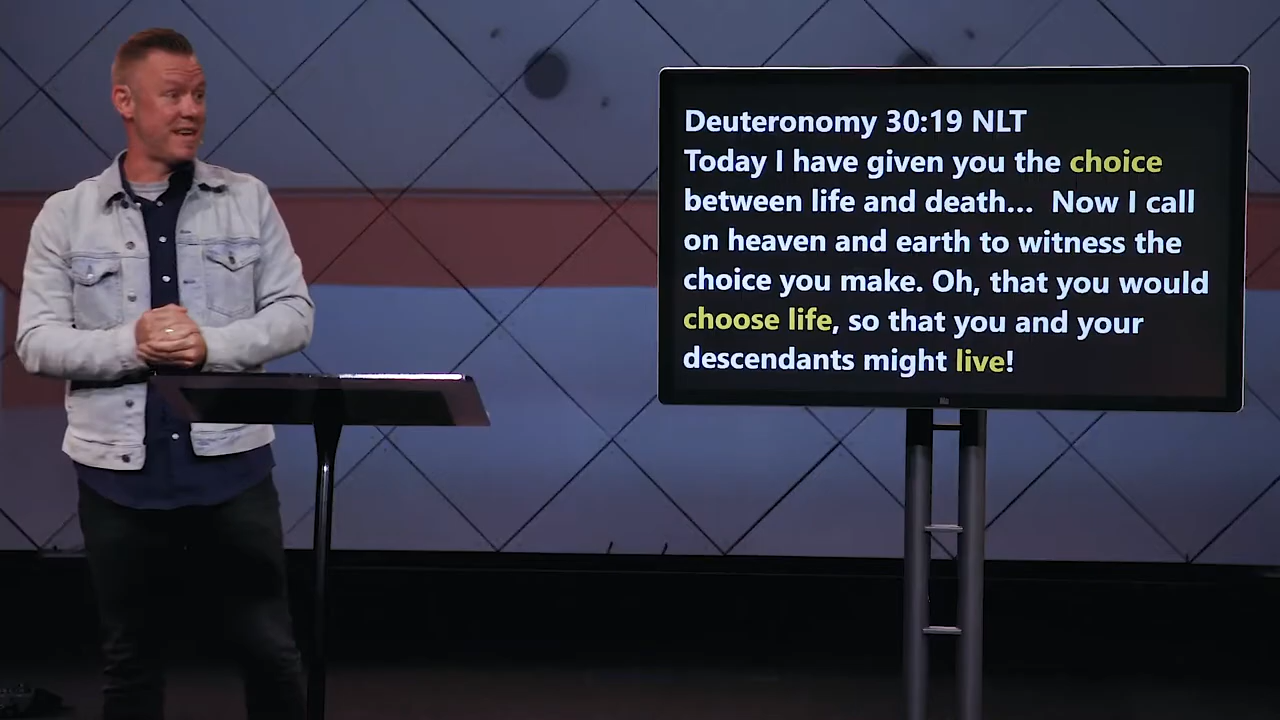 Deuteronomy 30:19 NLT
Today I have given you the choice
between life and death...  Now I call
on heaven and earth to witness the
choice you make. Oh, that you would
choose life, so that you and your
descendants might live!